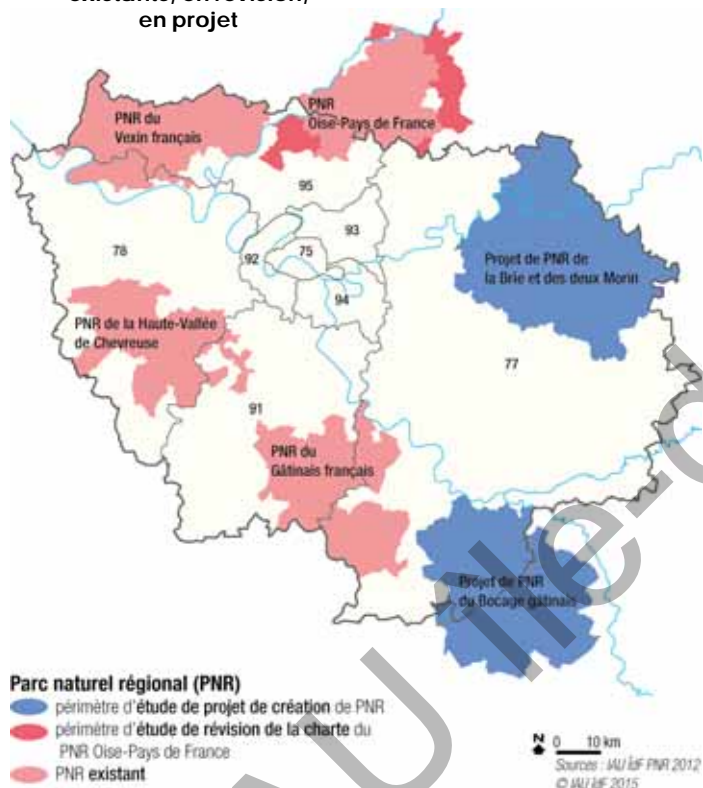 existants, en révision,
en projet
PNR du
Vexin français
PNR
Oise-Pays de France
95
93
78
92
75
94
Projet de PNR de
la Brie et des deux Morin
PNR de la Haute-Vallée
de Chevreuse
77
91
PNR du
Gâtinais français
Projet de PNR
du Bocage gâtinais
Parc naturel régional (PNR)
périmètre d'étude de projet de création de PNR
périmètre d'étude de révision de la charte du
PNR Oise-Pays de France
PNR existant
N 0 10 km
Sources : IAU îdF PNR 2012
© IAU îdF 2015